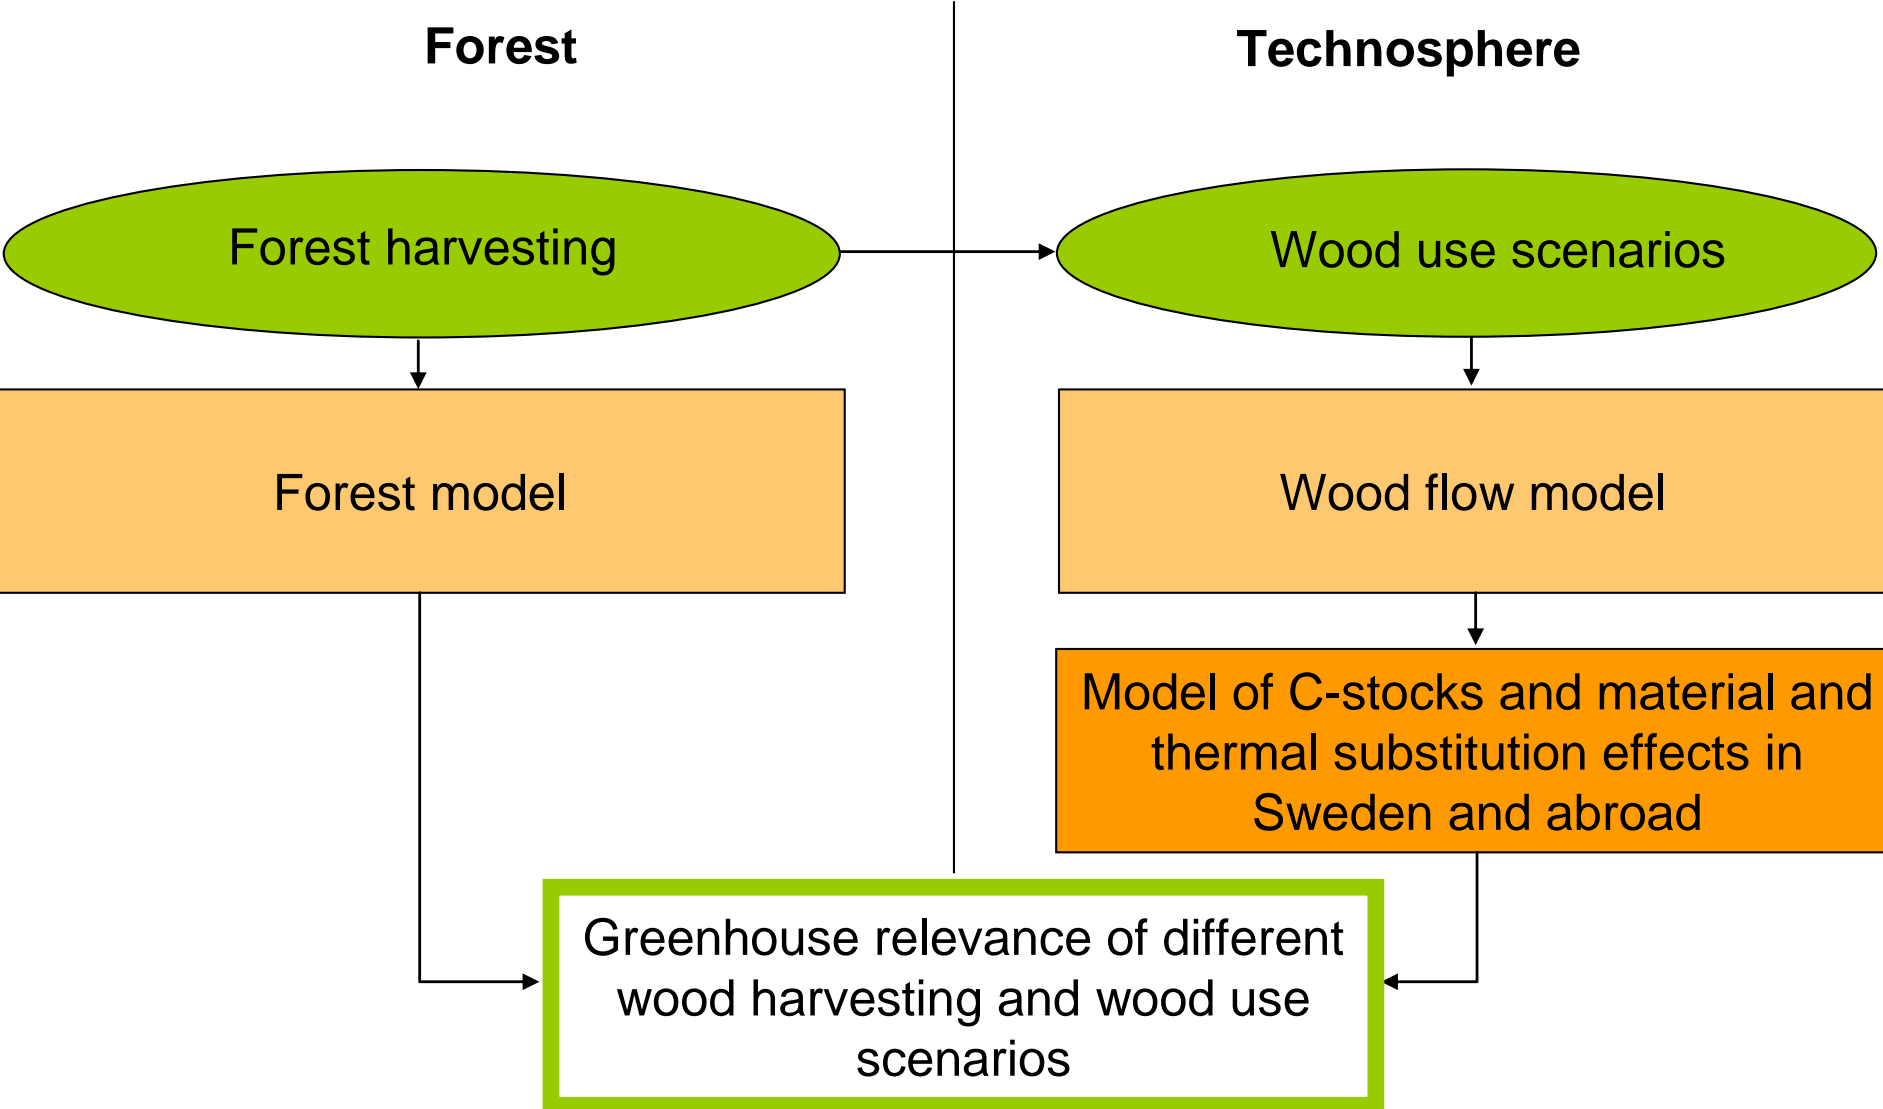 Forest
Technosphere
Forest harvesting
Wood use scenarios
Forest model
Wood flow model
Model of C-stocks and material and
thermal substitution effects in
Sweden and abroad
Greenhouse relevance of different
wood harvesting and wood use
scenarios